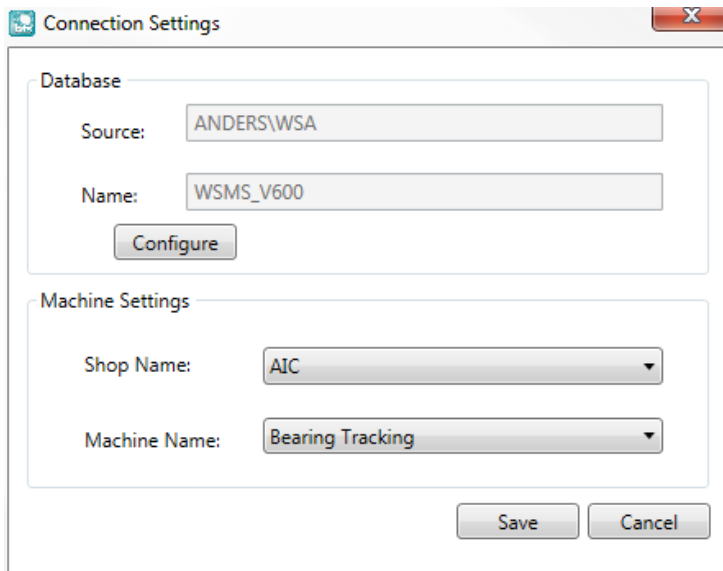 Connection Settings
Database
Source: ANDERS\WSA
Name: WSMS_V600
Configure
Machine Settings
Shop Name: AIC
Machine Name: Bearing Tracking
Save Cancel